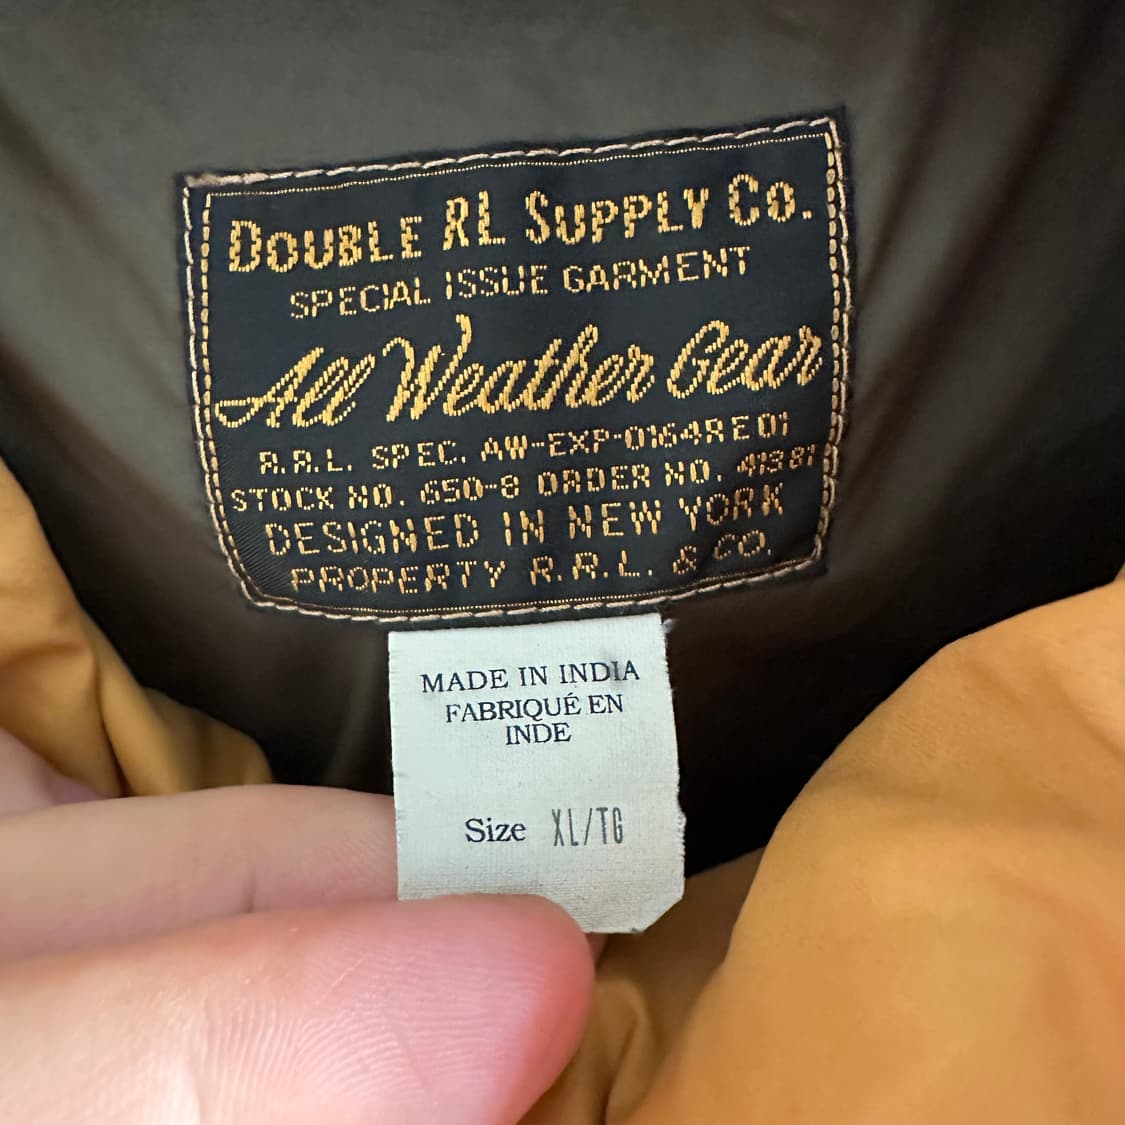 DOUBLE RL SUPPLY CO.
SPECIAL ISSUE GARMENT
All Weather Gear
R.R.L. SPEC. AW-EXP-0164RE01
STOCK NO. 650-8 ORDER NO. 41381
DESIGNED IN NEW YORK
PROPERTY R.R.L. & CO.
MADE IN INDIA
FABRIQUÉ EN
INDE
Size XL/TG